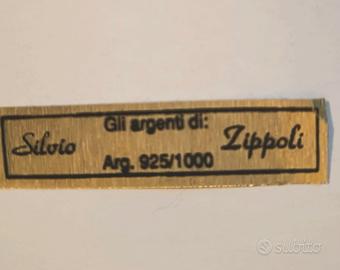 Gli argenti di:
Silvio Zippoli
Arg. 925/1000
subito